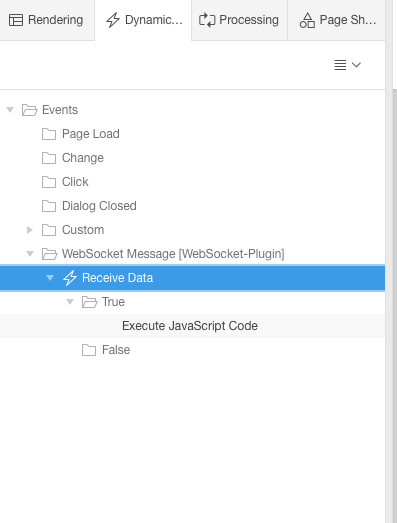 Rendering Dynamic... Processing Page Sh...
Events
Page Load
Change
Click
Dialog Closed
Custom
WebSocket Message [WebSocket-Plugin]
Receive Data
True
Execute JavaScript Code
False